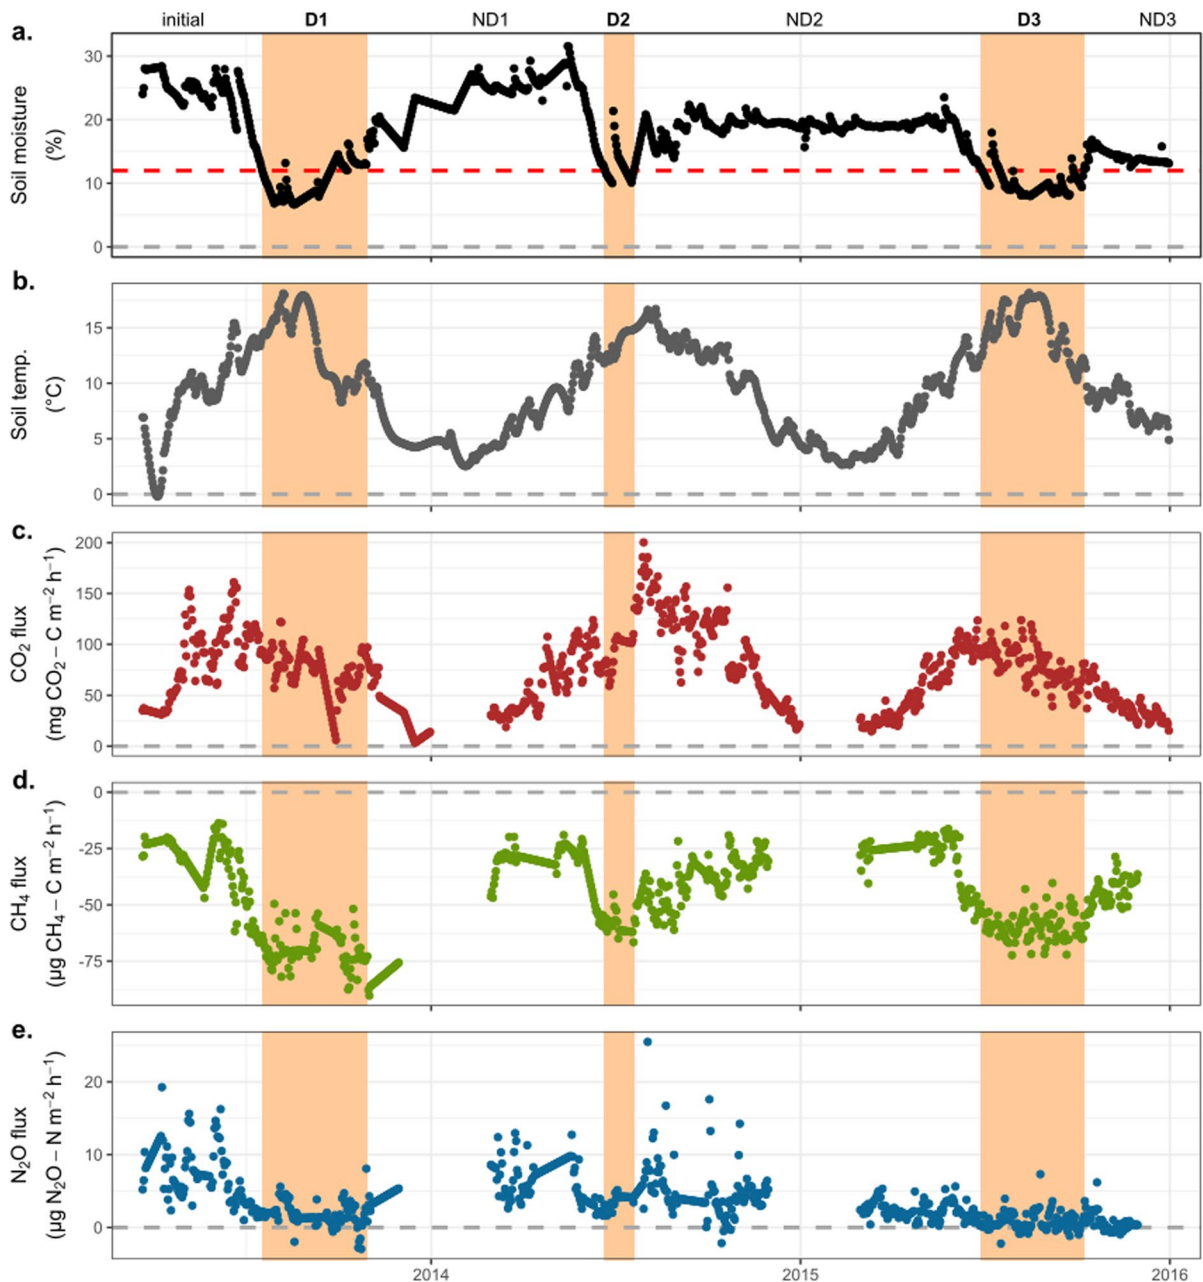 initial D1 ND1 D2 ND2 D3 ND3
a.
Soil moisture
(%)
30
20
10
0
b.
Soil temp.
(°C)
15
10
5
0
c.
CO₂ flux
(mg CO₂ – C m⁻² h⁻¹)
200
150
100
50
0
d.
CH₄ flux
(µg CH₄ – C m⁻² h⁻¹)
0
-25
-50
-75
e.
N₂O flux
(µg N₂O – N m⁻² h⁻¹)
20
10
0
2014 2015 2016